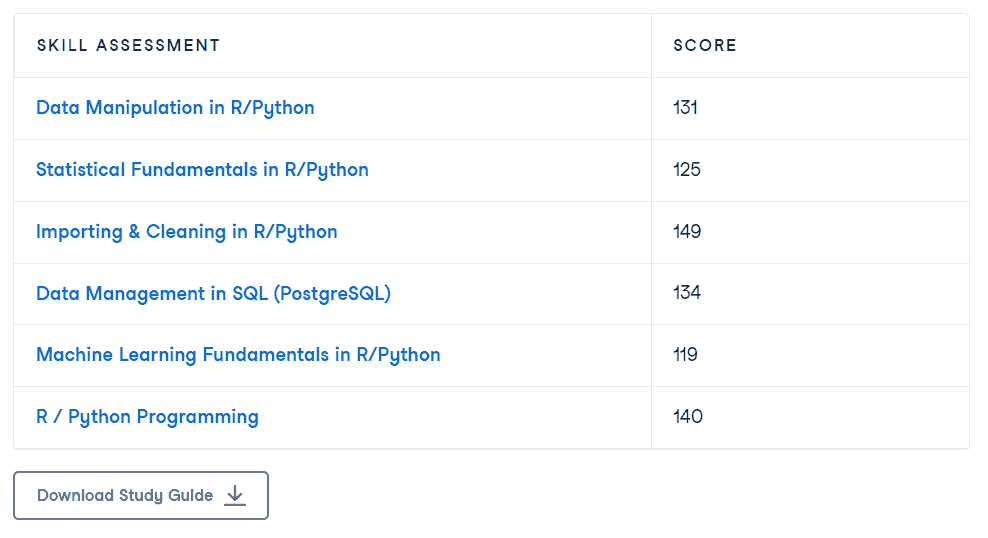 SKILL ASSESSMENT SCORE
Data Manipulation in R/Python 131
Statistical Fundamentals in R/Python 125
Importing & Cleaning in R/Python 149
Data Management in SQL (PostgreSQL) 134
Machine Learning Fundamentals in R/Python 119
R / Python Programming 140
Download Study Guide